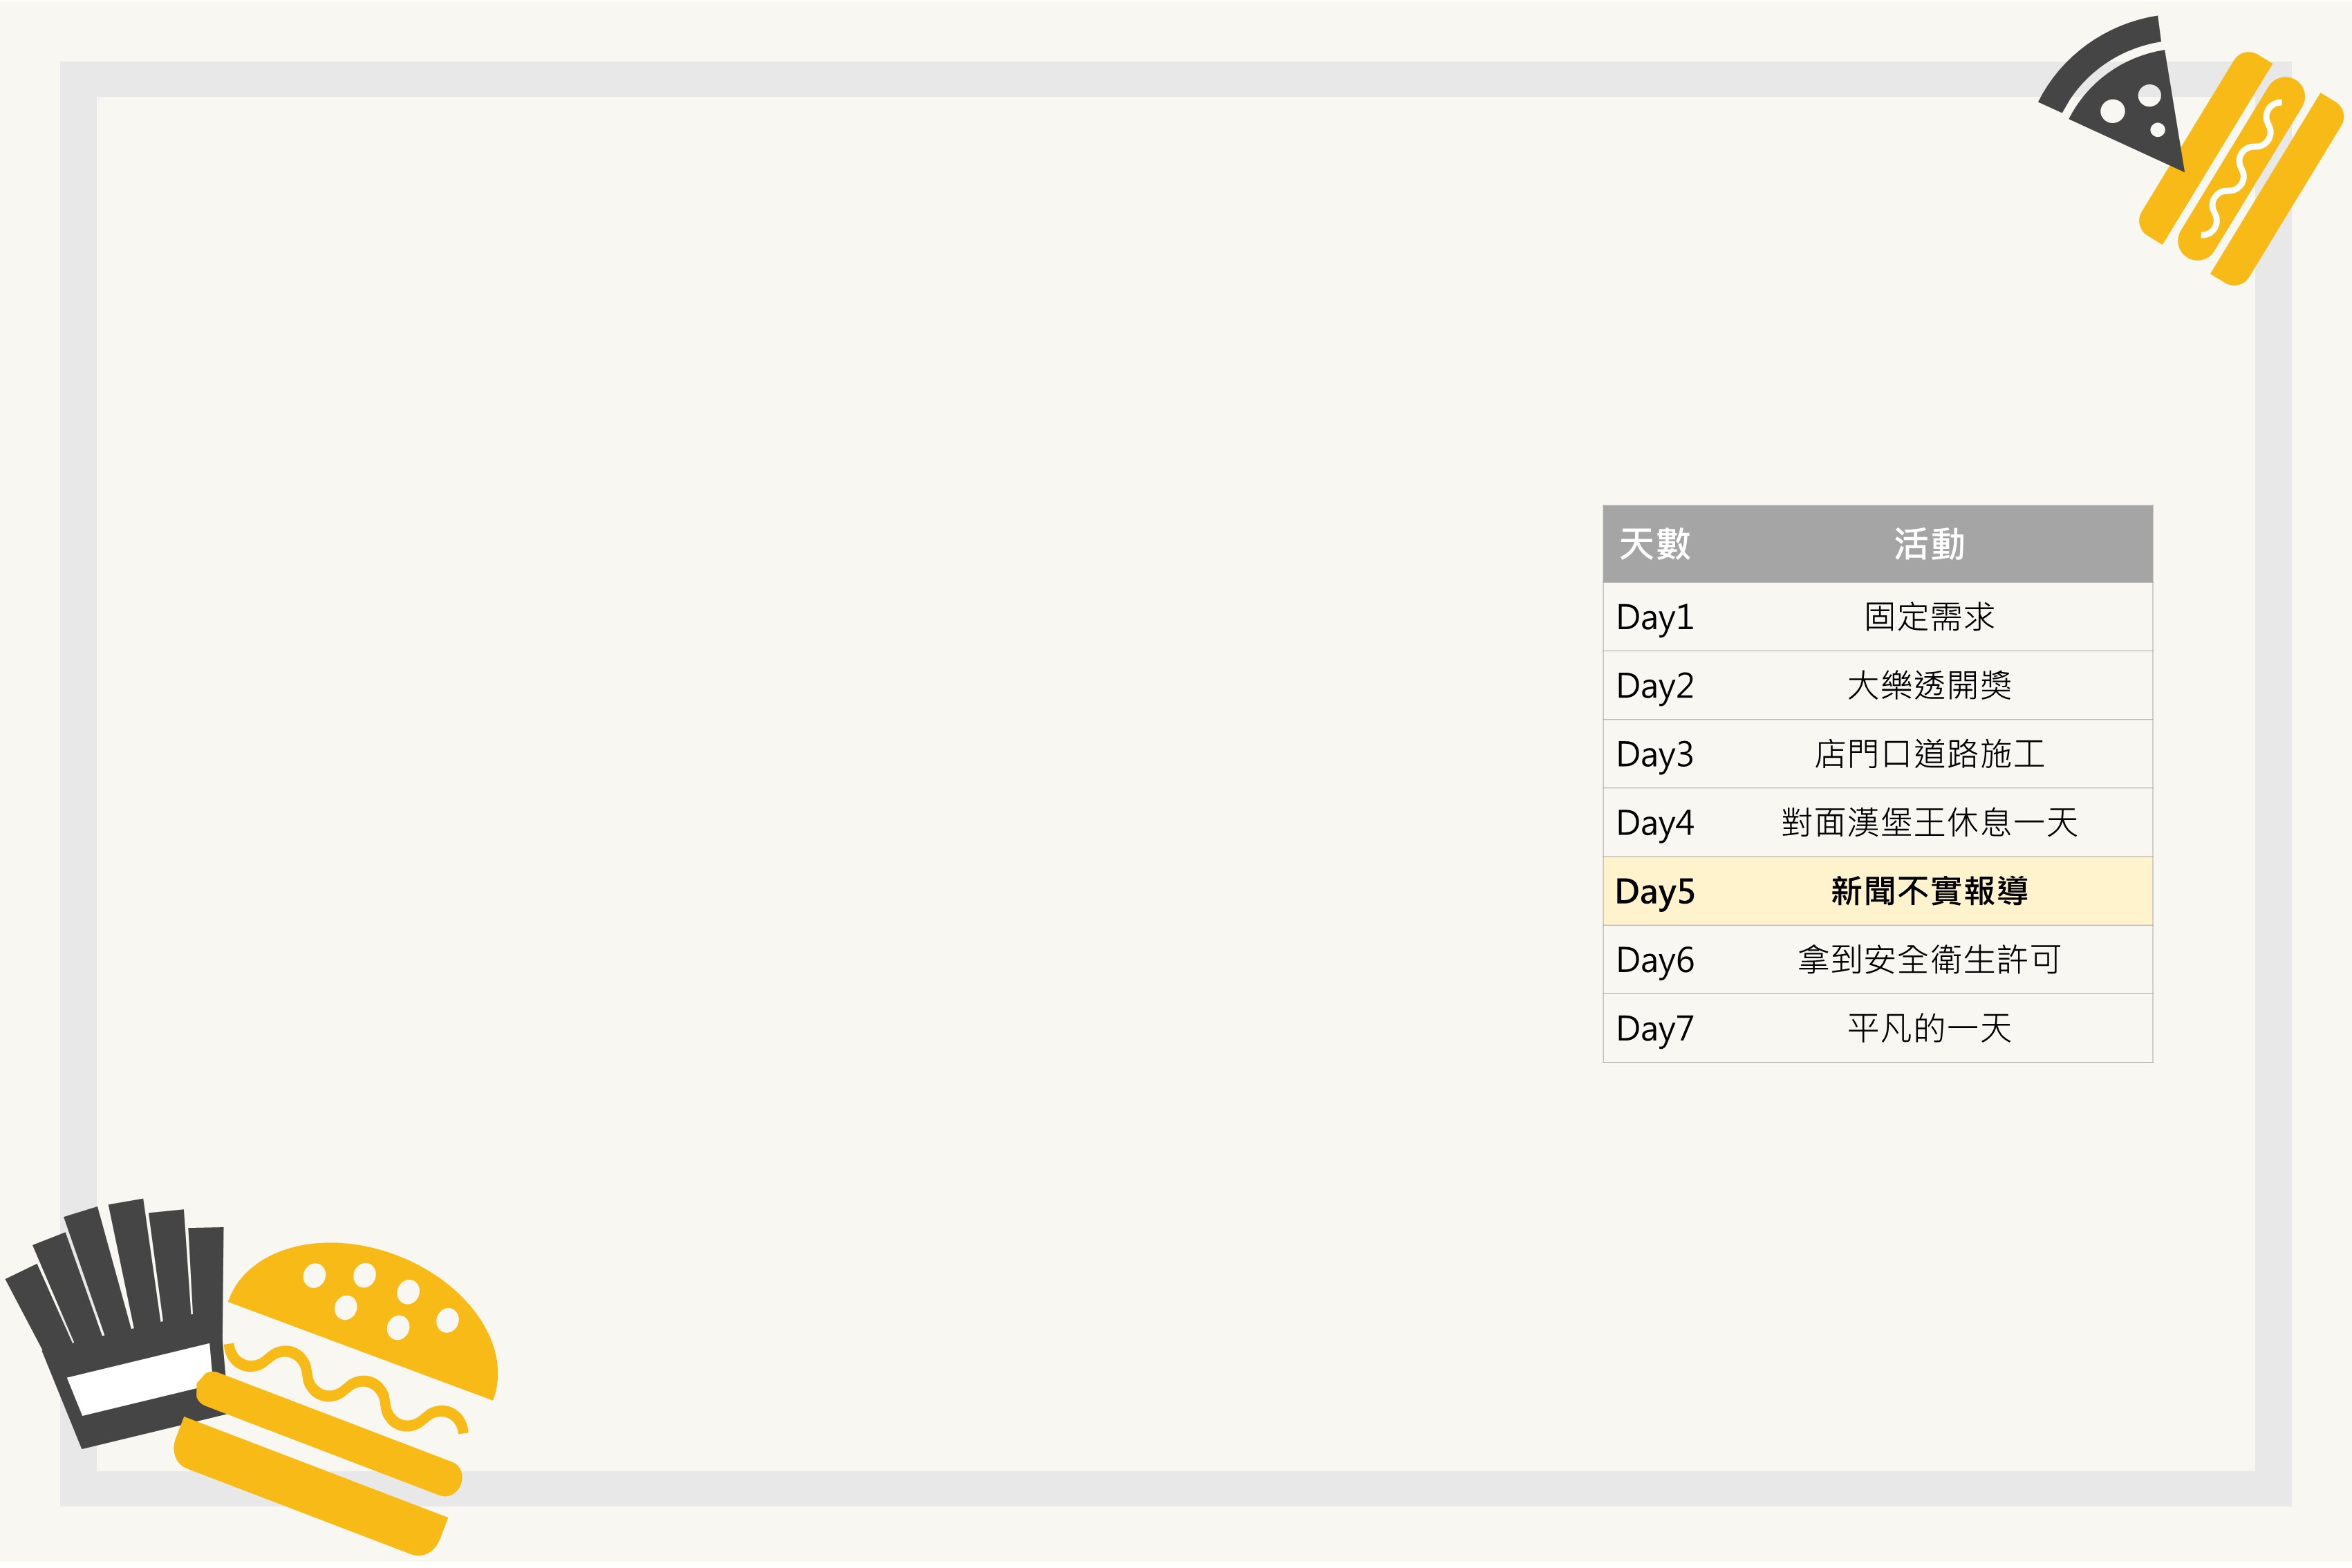 天數 活動
Day1 固定需求
Day2 大樂透開獎
Day3 店門口道路施工
Day4 對面漢堡王休息一天
Day5 新聞不實報導
Day6 拿到安全衛生許可
Day7 平凡的一天